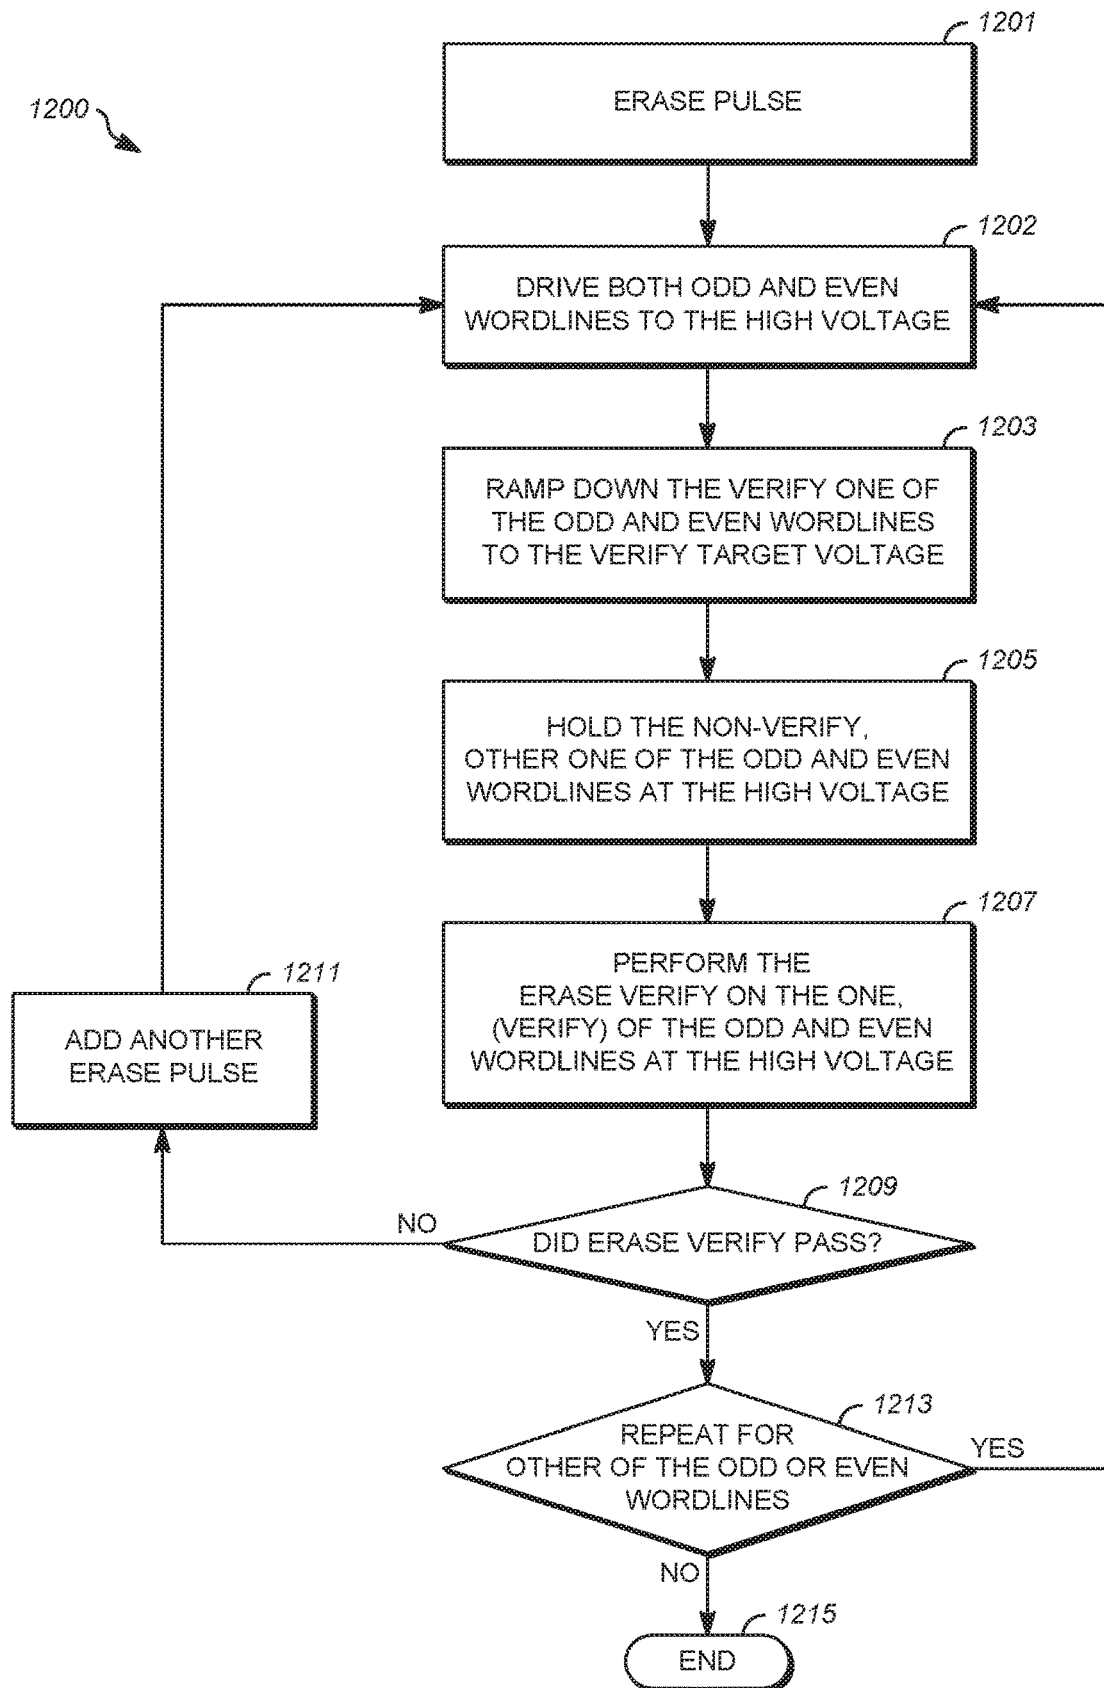 1200
1201
ERASE PULSE
1202
DRIVE BOTH ODD AND EVEN
WORDLINES TO THE HIGH VOLTAGE
1203
RAMP DOWN THE VERIFY ONE OF
THE ODD AND EVEN WORDLINES
TO THE VERIFY TARGET VOLTAGE
1205
HOLD THE NON-VERIFY,
OTHER ONE OF THE ODD AND EVEN
WORDLINES AT THE HIGH VOLTAGE
1207
PERFORM THE
ERASE VERIFY ON THE ONE,
(VERIFY) OF THE ODD AND EVEN
WORDLINES AT THE HIGH VOLTAGE
1211
ADD ANOTHER
ERASE PULSE
1209
DID ERASE VERIFY PASS?
NO
YES
1213
REPEAT FOR
OTHER OF THE ODD OR EVEN
WORDLINES
YES
NO
1215
END